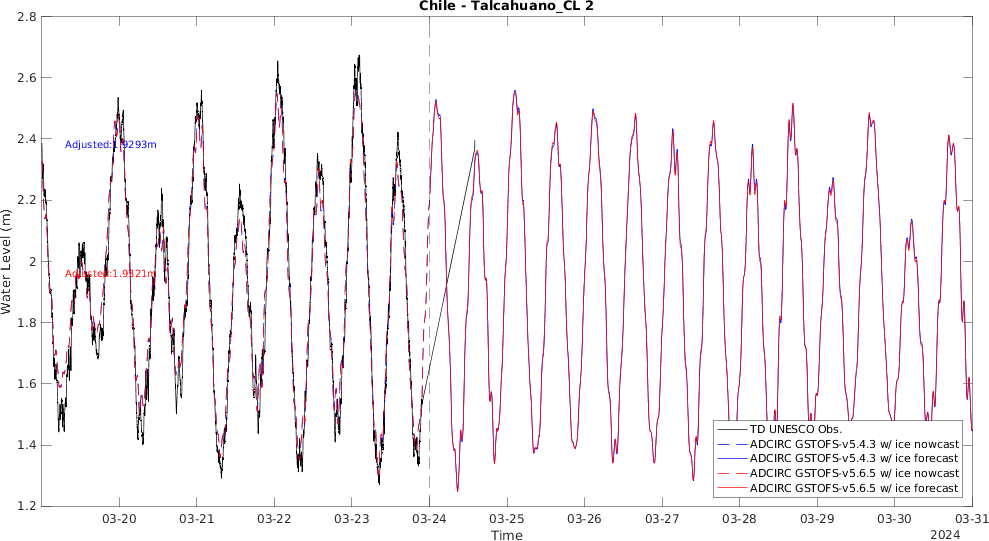 Chile - Talcahuano_CL 2
2.8
2.6
2.4
2.2
2
1.8
1.6
1.4
1.2
Water Level (m)
Adjusted:1.9293m
Adjusted:1.9321m
TD UNESCO Obs.
ADCIRC GSTOFS-v5.4.3 w/ ice nowcast
ADCIRC GSTOFS-v5.4.3 w/ ice forecast
ADCIRC GSTOFS-v5.6.5 w/ ice nowcast
ADCIRC GSTOFS-v5.6.5 w/ ice forecast
03-20 03-21 03-22 03-23 03-24 03-25 03-26 03-27 03-28 03-29 03-30 03-31
Time
2024